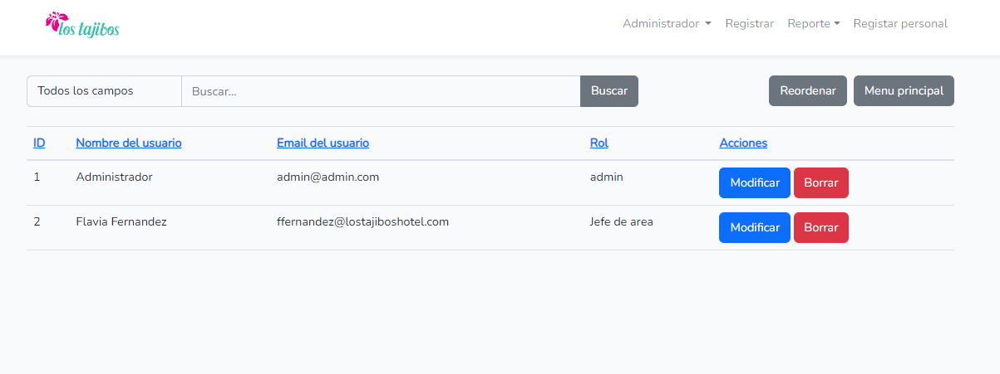 los tajibos
Administrador Registrar Reporte Registar personal
Todos los campos Buscar... Buscar Reordenar Menu principal
ID Nombre del usuario Email del usuario Rol Acciones
1 Administrador admin@admin.com admin Modificar Borrar
2 Flavia Fernandez ffernandez@lostajiboshotel.com Jefe de area Modificar Borrar